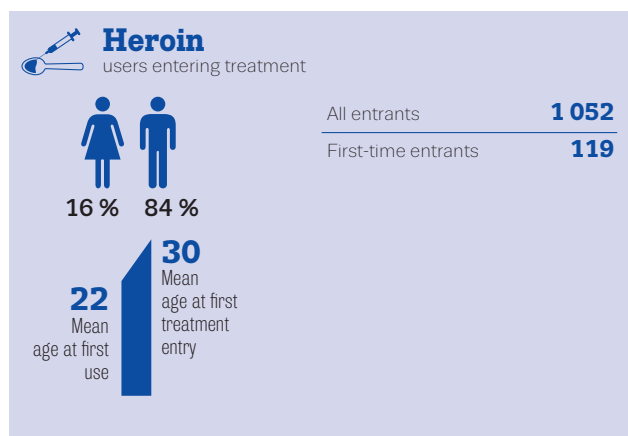 Heroin
users entering treatment
All entrants 1 052
First-time entrants 119
16 % 84 %
30
Mean
age at first
treatment
entry
22
Mean
age at first
use